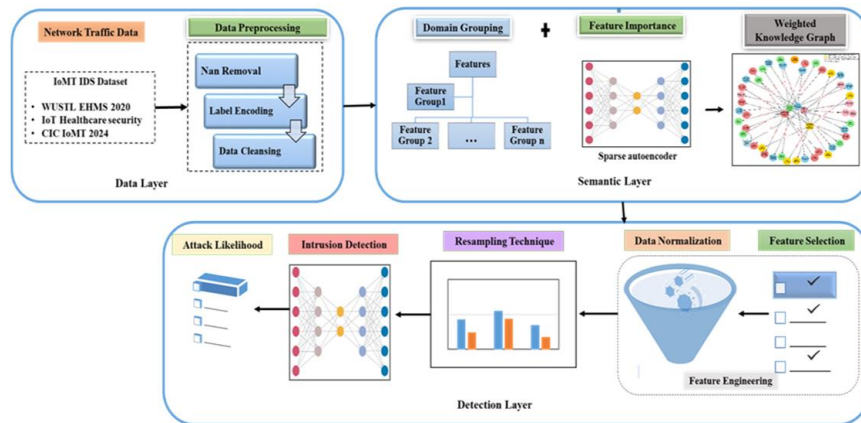 Network Traffic Data
Data Preprocessing
IoMT IDS Dataset
• WUSTL EHMS 2020
• IoT Healthcare security
• CIC IoMT 2024
Nan Removal
Label Encoding
Data Cleansing
Data Layer
Domain Grouping
+
Feature Importance
Weighted
Knowledge Graph
Features
Feature
Group1
Feature
Group 2
...
Feature
Group n
Sparse autoencoder
Semantic Layer
Attack Likelihood
Intrusion Detection
Resampling Technique
Data Normalization
Feature Selection
Feature Engineering
Detection Layer